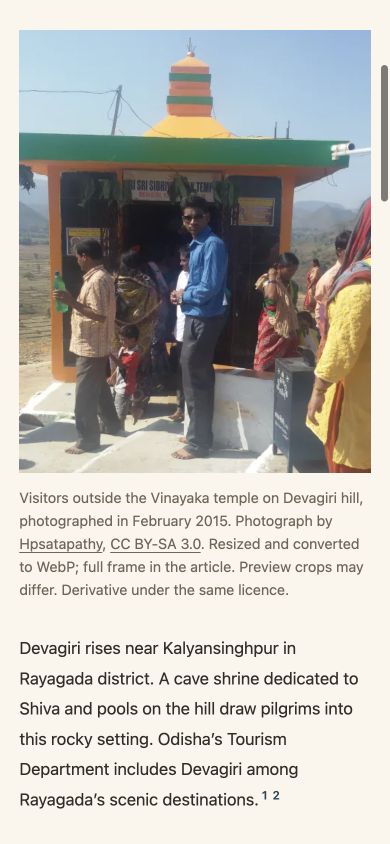 SRI SIBRI
TEMP
Visitors outside the Vinayaka temple on Devagiri hill,
photographed in February 2015. Photograph by
Hpsatapathy, CC BY-SA 3.0. Resized and converted
to WebP; full frame in the article. Preview crops may
differ. Derivative under the same licence.
Devagiri rises near Kalyansinghpur in
Rayagada district. A cave shrine dedicated to
Shiva and pools on the hill draw pilgrims into
this rocky setting. Odisha’s Tourism
Department includes Devagiri among
Rayagada’s scenic destinations. 1 2